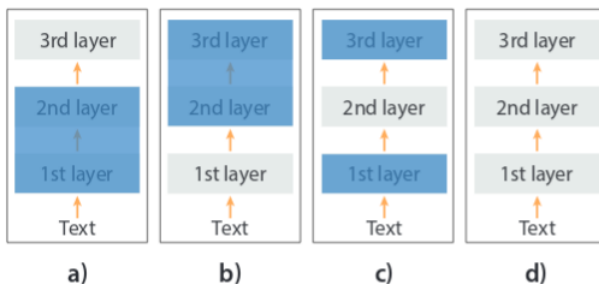 3rd layer
2nd layer
1st layer
Text
a)
3rd layer
2nd layer
1st layer
Text
b)
3rd layer
2nd layer
1st layer
Text
c)
3rd layer
2nd layer
1st layer
Text
d)